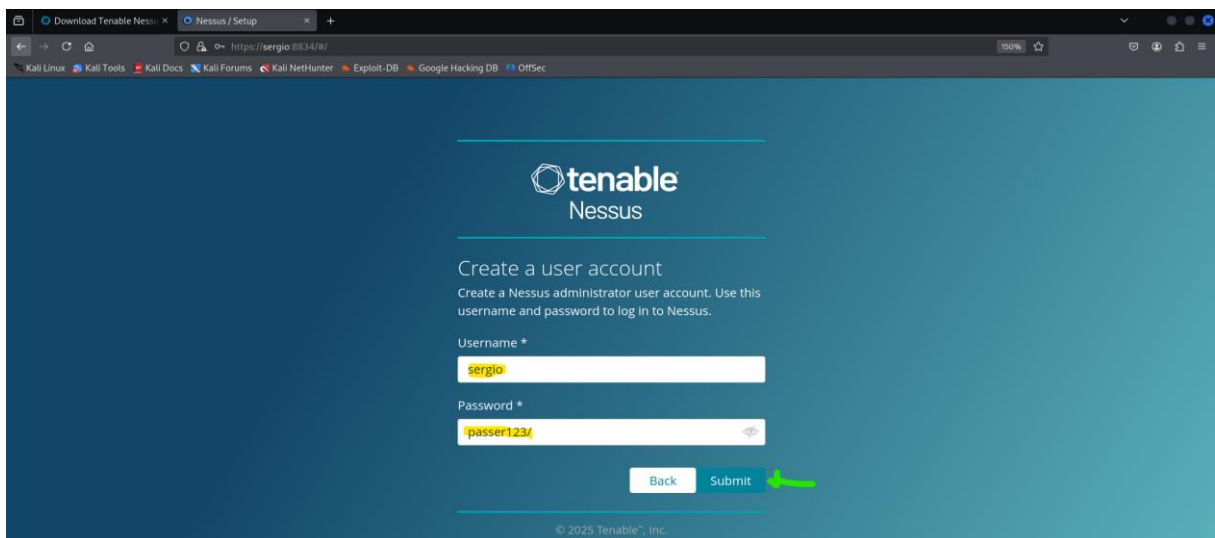 Download Tenable Nessu
Nessus / Setup
https://sergio:8834/#/
150%
Kali Linux Kali Tools Kali Docs Kali Forums Kali NetHunter Exploit-DB Google Hacking DB OffSec
tenable
Nessus
Create a user account
Create a Nessus administrator user account. Use this
username and password to log in to Nessus.
Username *
sergio
Password *
passer123/
Back Submit
© 2025 Tenable™, Inc.